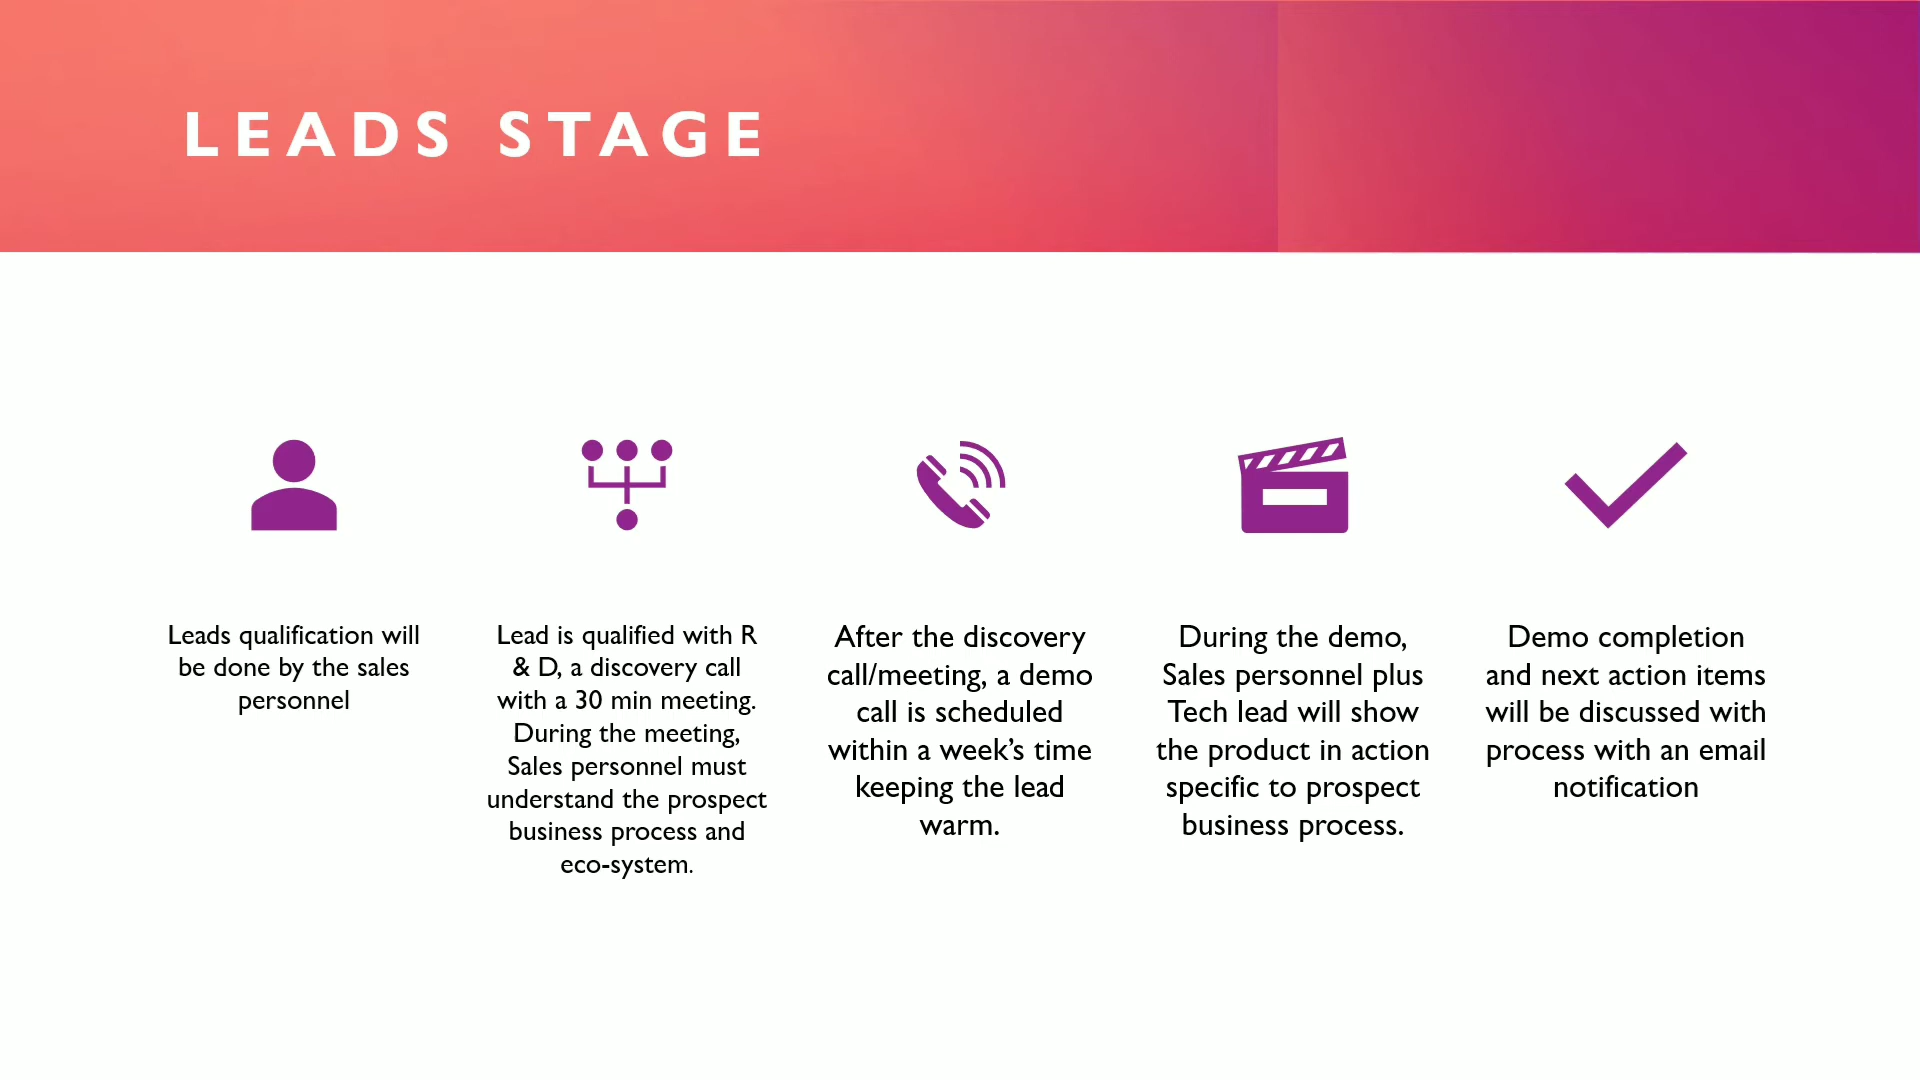 LEADS STAGE
Leads qualification will
be done by the sales
personnel
Lead is qualified with R
& D, a discovery call
with a 30 min meeting.
During the meeting,
Sales personnel must
understand the prospect
business process and
eco-system.
After the discovery
call/meeting, a demo
call is scheduled
within a week’s time
keeping the lead
warm.
During the demo,
Sales personnel plus
Tech lead will show
the product in action
specific to prospect
business process.
Demo completion
and next action items
will be discussed with
process with an email
notification